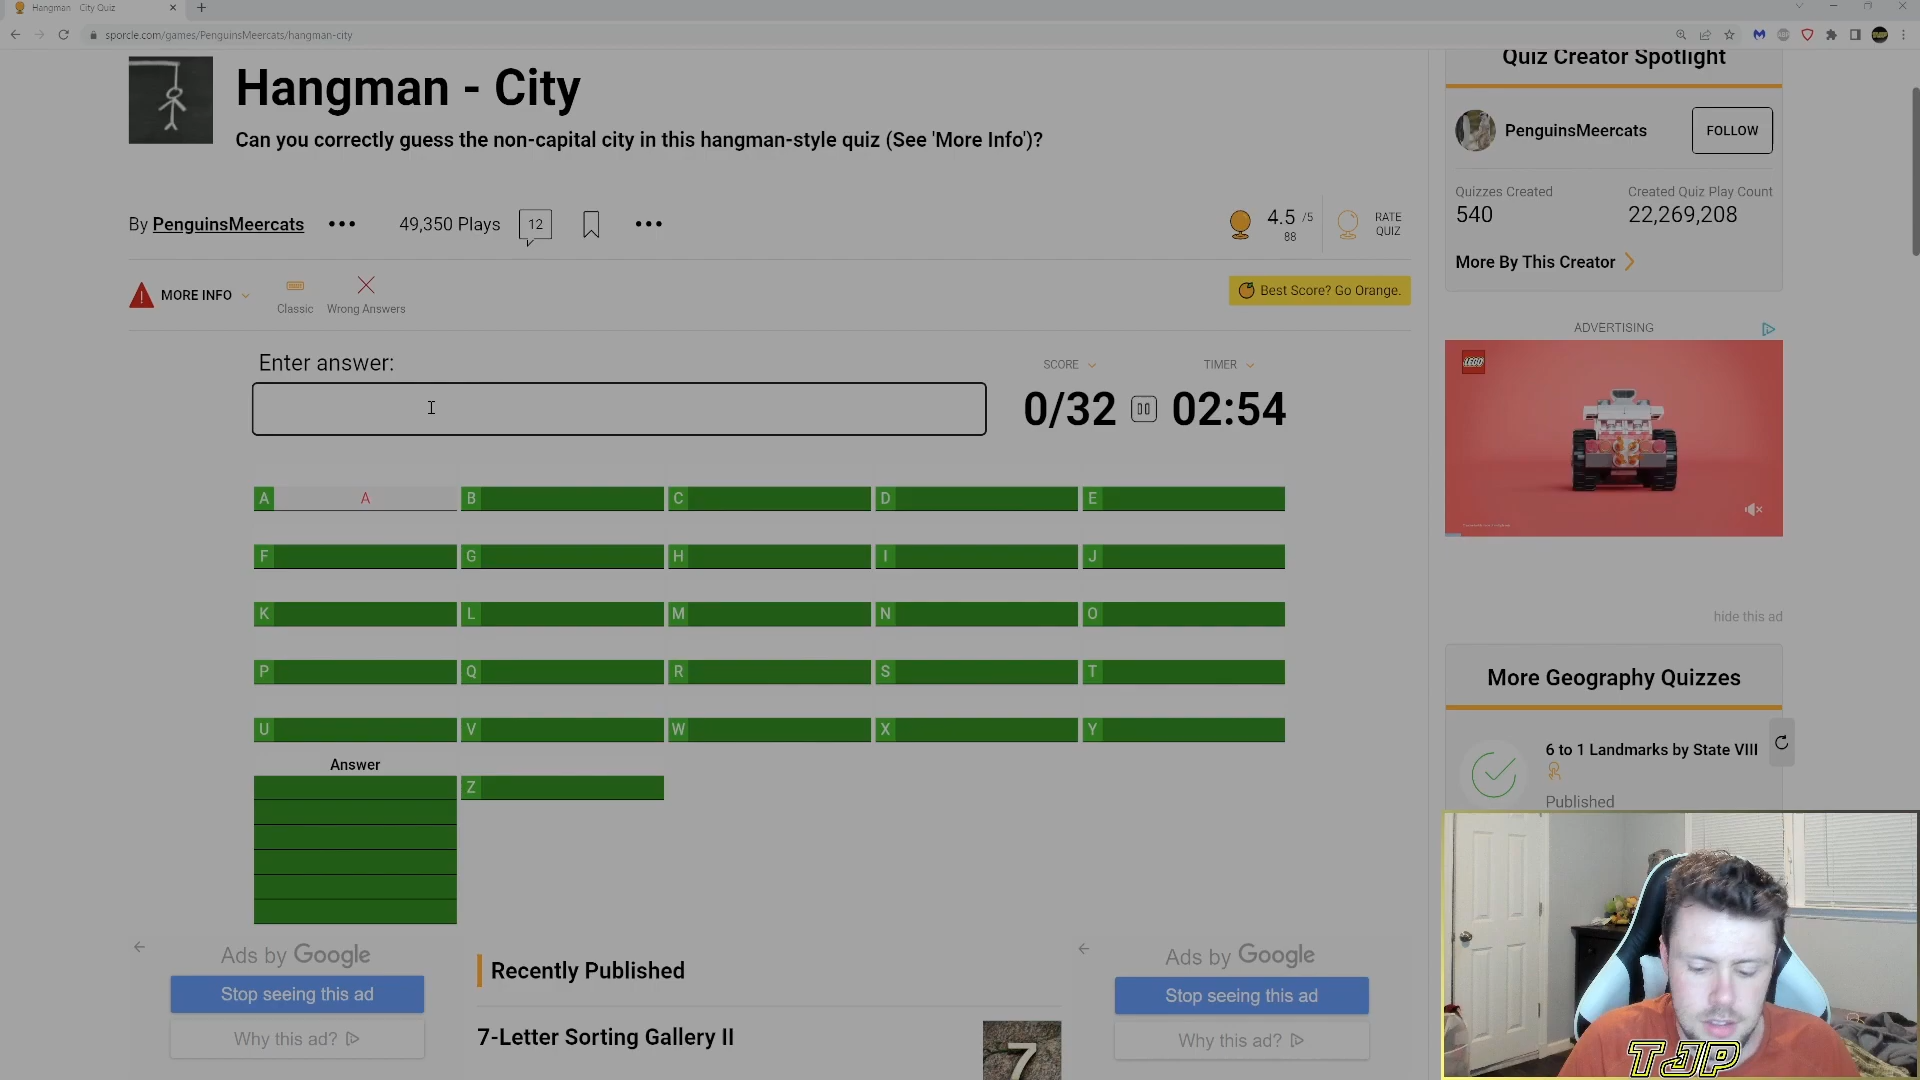 Hangman - City Quiz
sporcle.com/games/PenguinsMeercats/hangman-city
Hangman - City
Can you correctly guess the non-capital city in this hangman-style quiz (See 'More Info')?
By PenguinsMeercats
49,350 Plays
12
4.5 /5
88
RATE
QUIZ
MORE INFO
Classic
Wrong Answers
Best Score? Go Orange.
Enter answer:
SCORE
TIMER
0/32
02:54
A A B C D E
F G H I J
K L M N O
P Q R S T
U V W X Y
Answer
Z
Ads by Google
Stop seeing this ad
Why this ad?
Recently Published
7-Letter Sorting Gallery II
7
Ads by Google
Stop seeing this ad
Why this ad?
Quiz Creator Spotlight
PenguinsMeercats
FOLLOW
Quizzes Created
540
Created Quiz Play Count
22,269,208
More By This Creator
ADVERTISING
LEGO
hide this ad
More Geography Quizzes
6 to 1 Landmarks by State VIII
Published
TJP